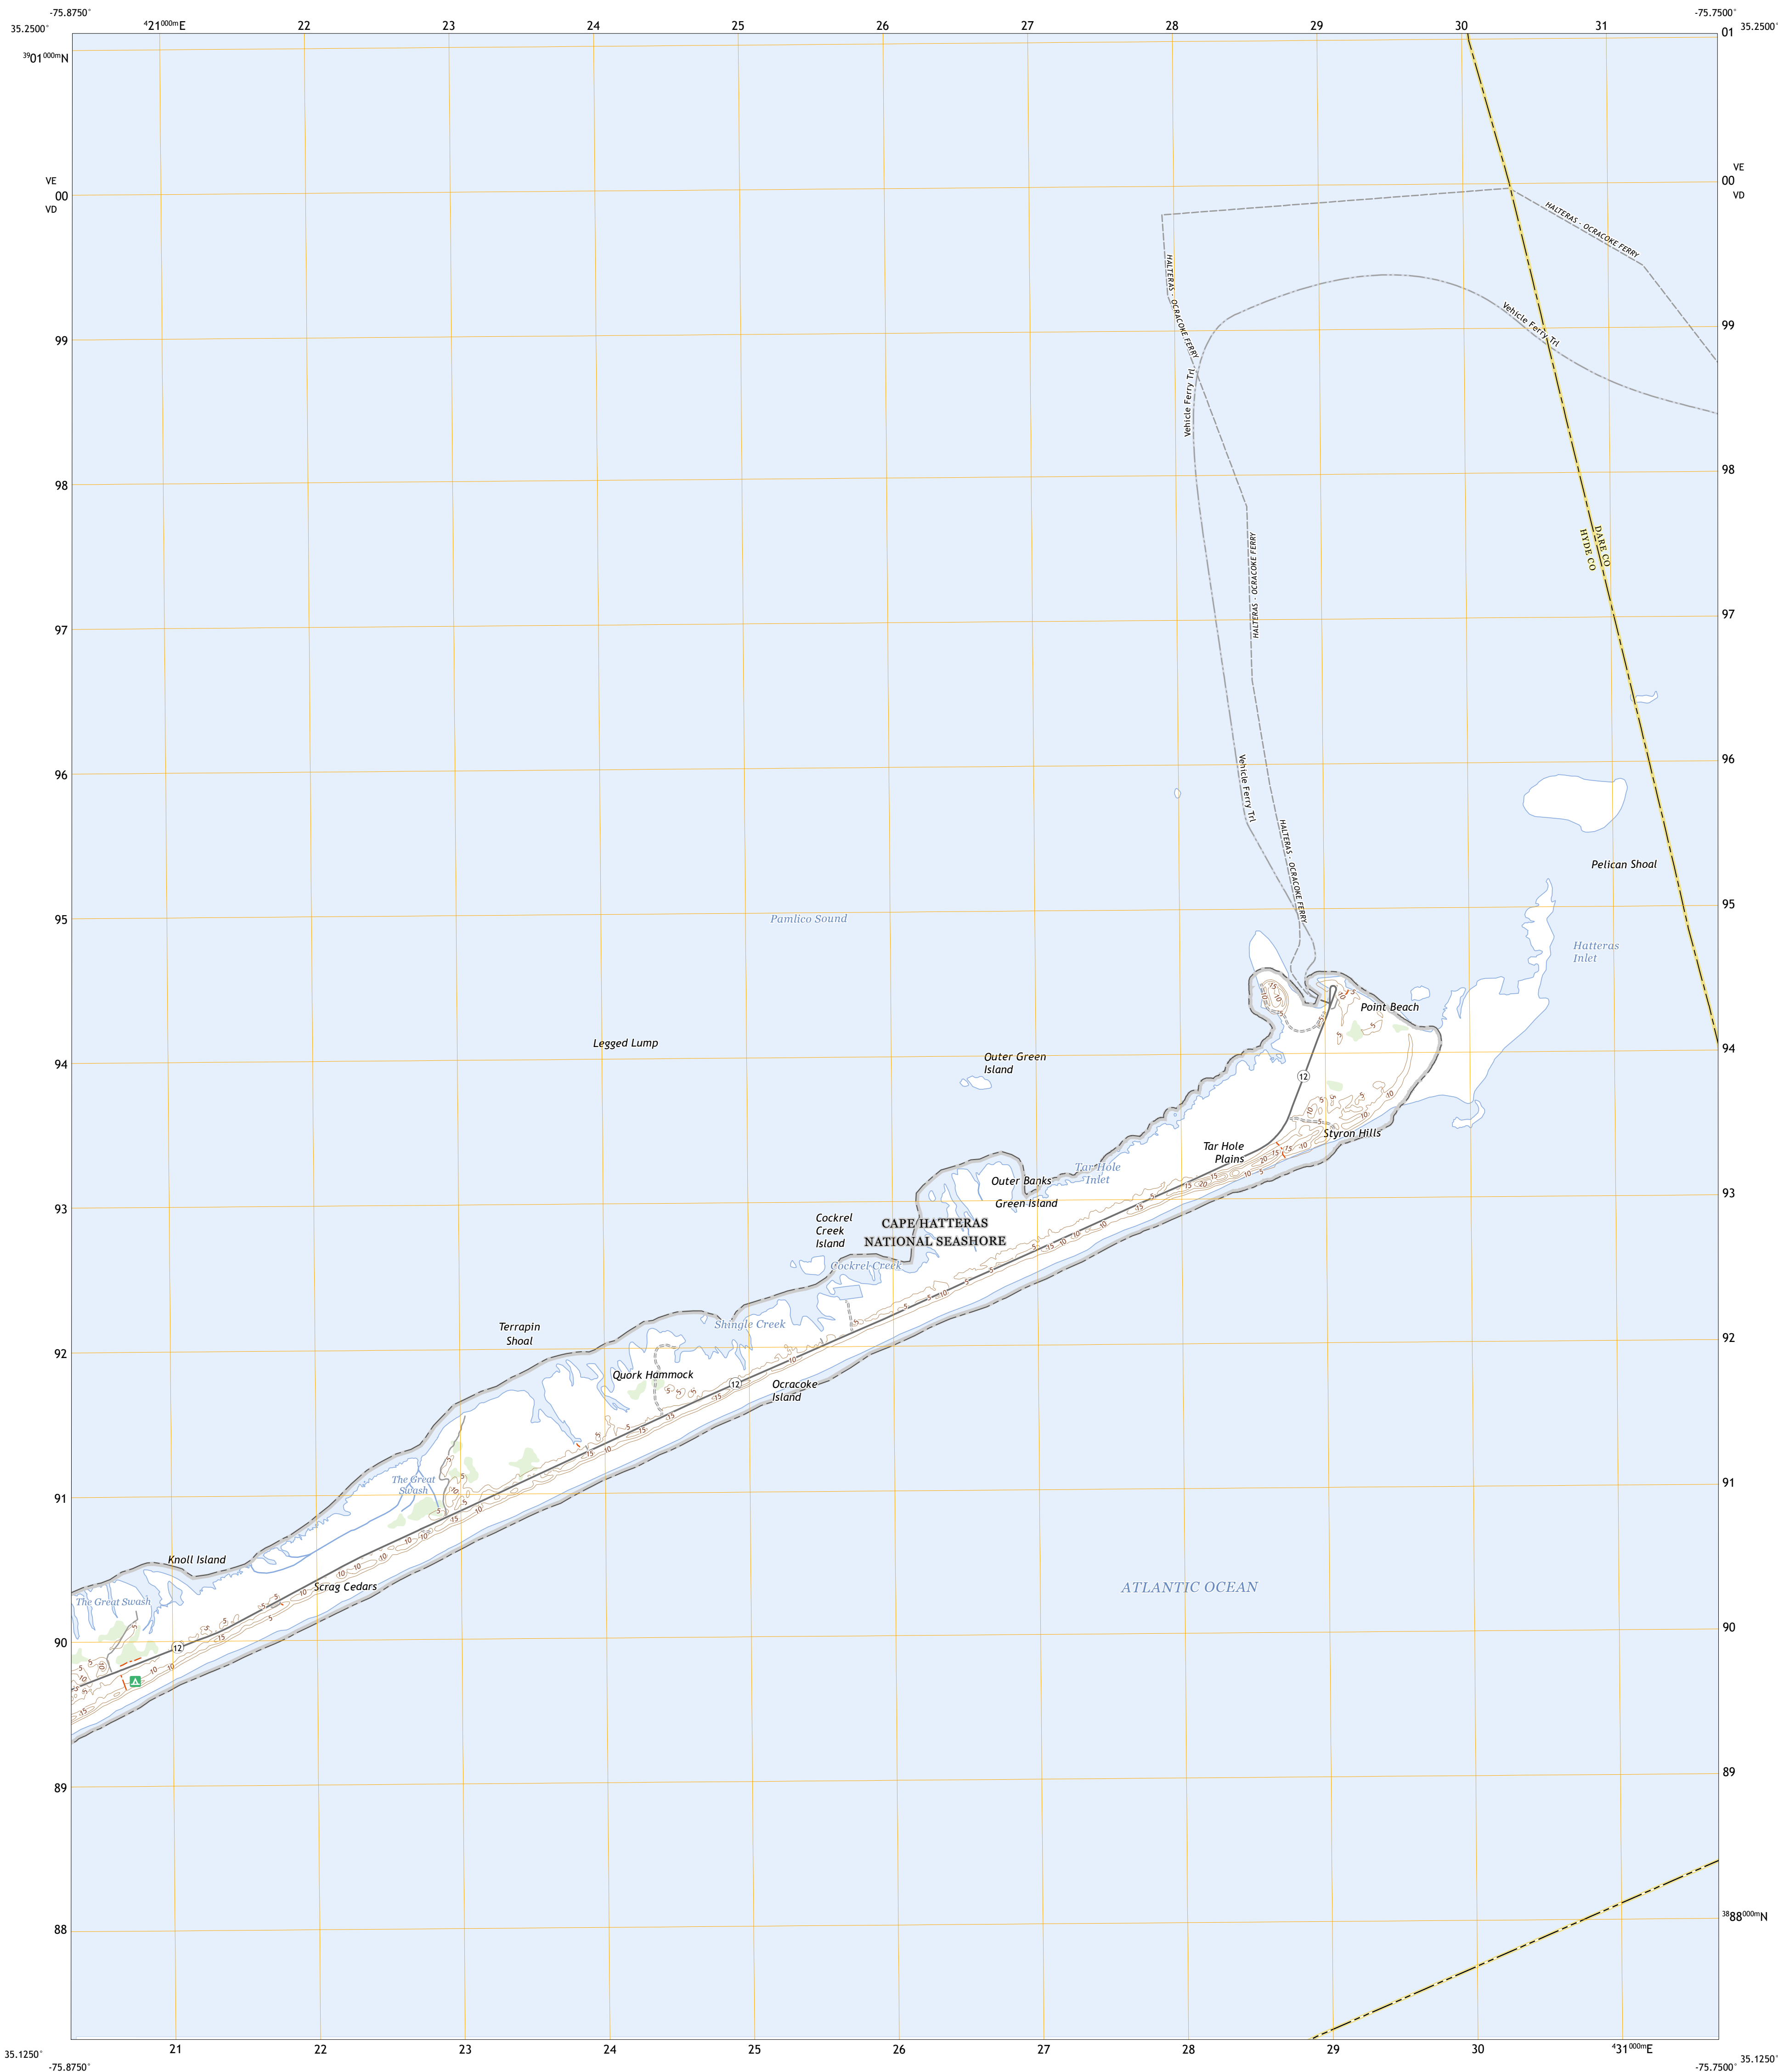 -75.8750°
-75.7500°
35.2500°
⁴21⁰⁰⁰ᵐE
22
23
24
25
26
27
28
29
30
31
35.2500°
³⁹01⁰⁰⁰ᵐN
01
VE
00
VD
VE
00
VD
HALTERAS - OCRACOKE FERRY
HALTERAS - OCRACOKE FERRY
Vehicle Ferry Trl
99
99
Vehicle Ferry Trl
98
98
HALTERAS - OCRACOKE FERRY
DARE CO
HYDE CO
97
97
96
96
Vehicle Ferry Trl
HALTERAS - OCRACOKE FERRY
Pelican Shoal
95
95
Pamlico Sound
Hatteras
Inlet
Point Beach
Legged Lump
94
94
Outer Green
Island
12
Styron Hills
Tar Hole
Plains
Tar Hole
Inlet
Outer Banks
Green Island
93
93
Cockrel
Creek
Island
CAPE HATTERAS
NATIONAL SEASHORE
Cockrel Creek
Shingle Creek
Terrapin
Shoal
92
92
Quork Hammock
12
Ocracoke
Island
The Great
Swash
91
91
Knoll Island
Scrag Cedars
ATLANTIC OCEAN
The Great Swash
12
90
90
89
89
88
³⁸88⁰⁰⁰ᵐN
35.1250°
21
22
23
24
25
26
27
28
29
30
⁴31⁰⁰⁰ᵐE
35.1250°
-75.8750°
-75.7500°